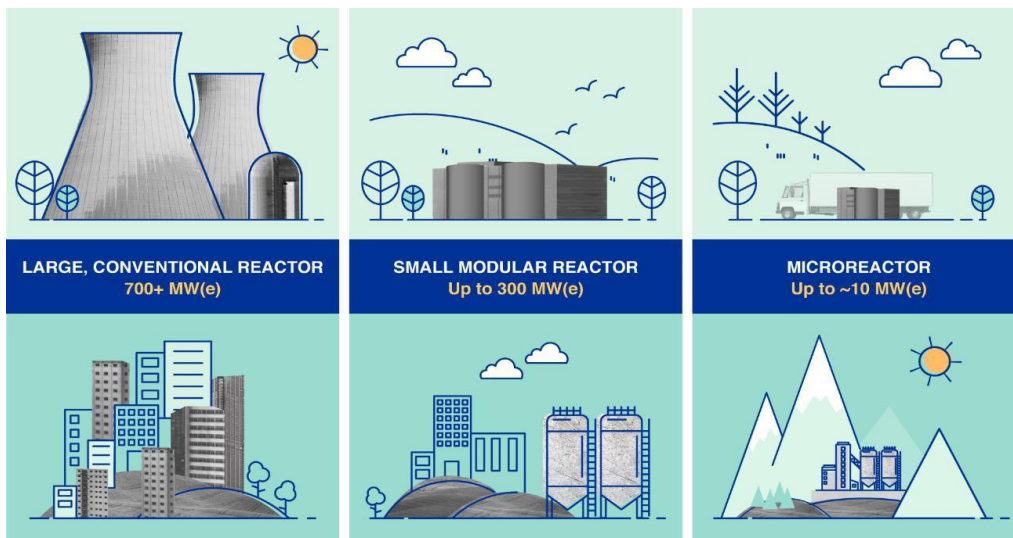 LARGE, CONVENTIONAL REACTOR
700+ MW(e)
SMALL MODULAR REACTOR
Up to 300 MW(e)
MICROREACTOR
Up to ~10 MW(e)